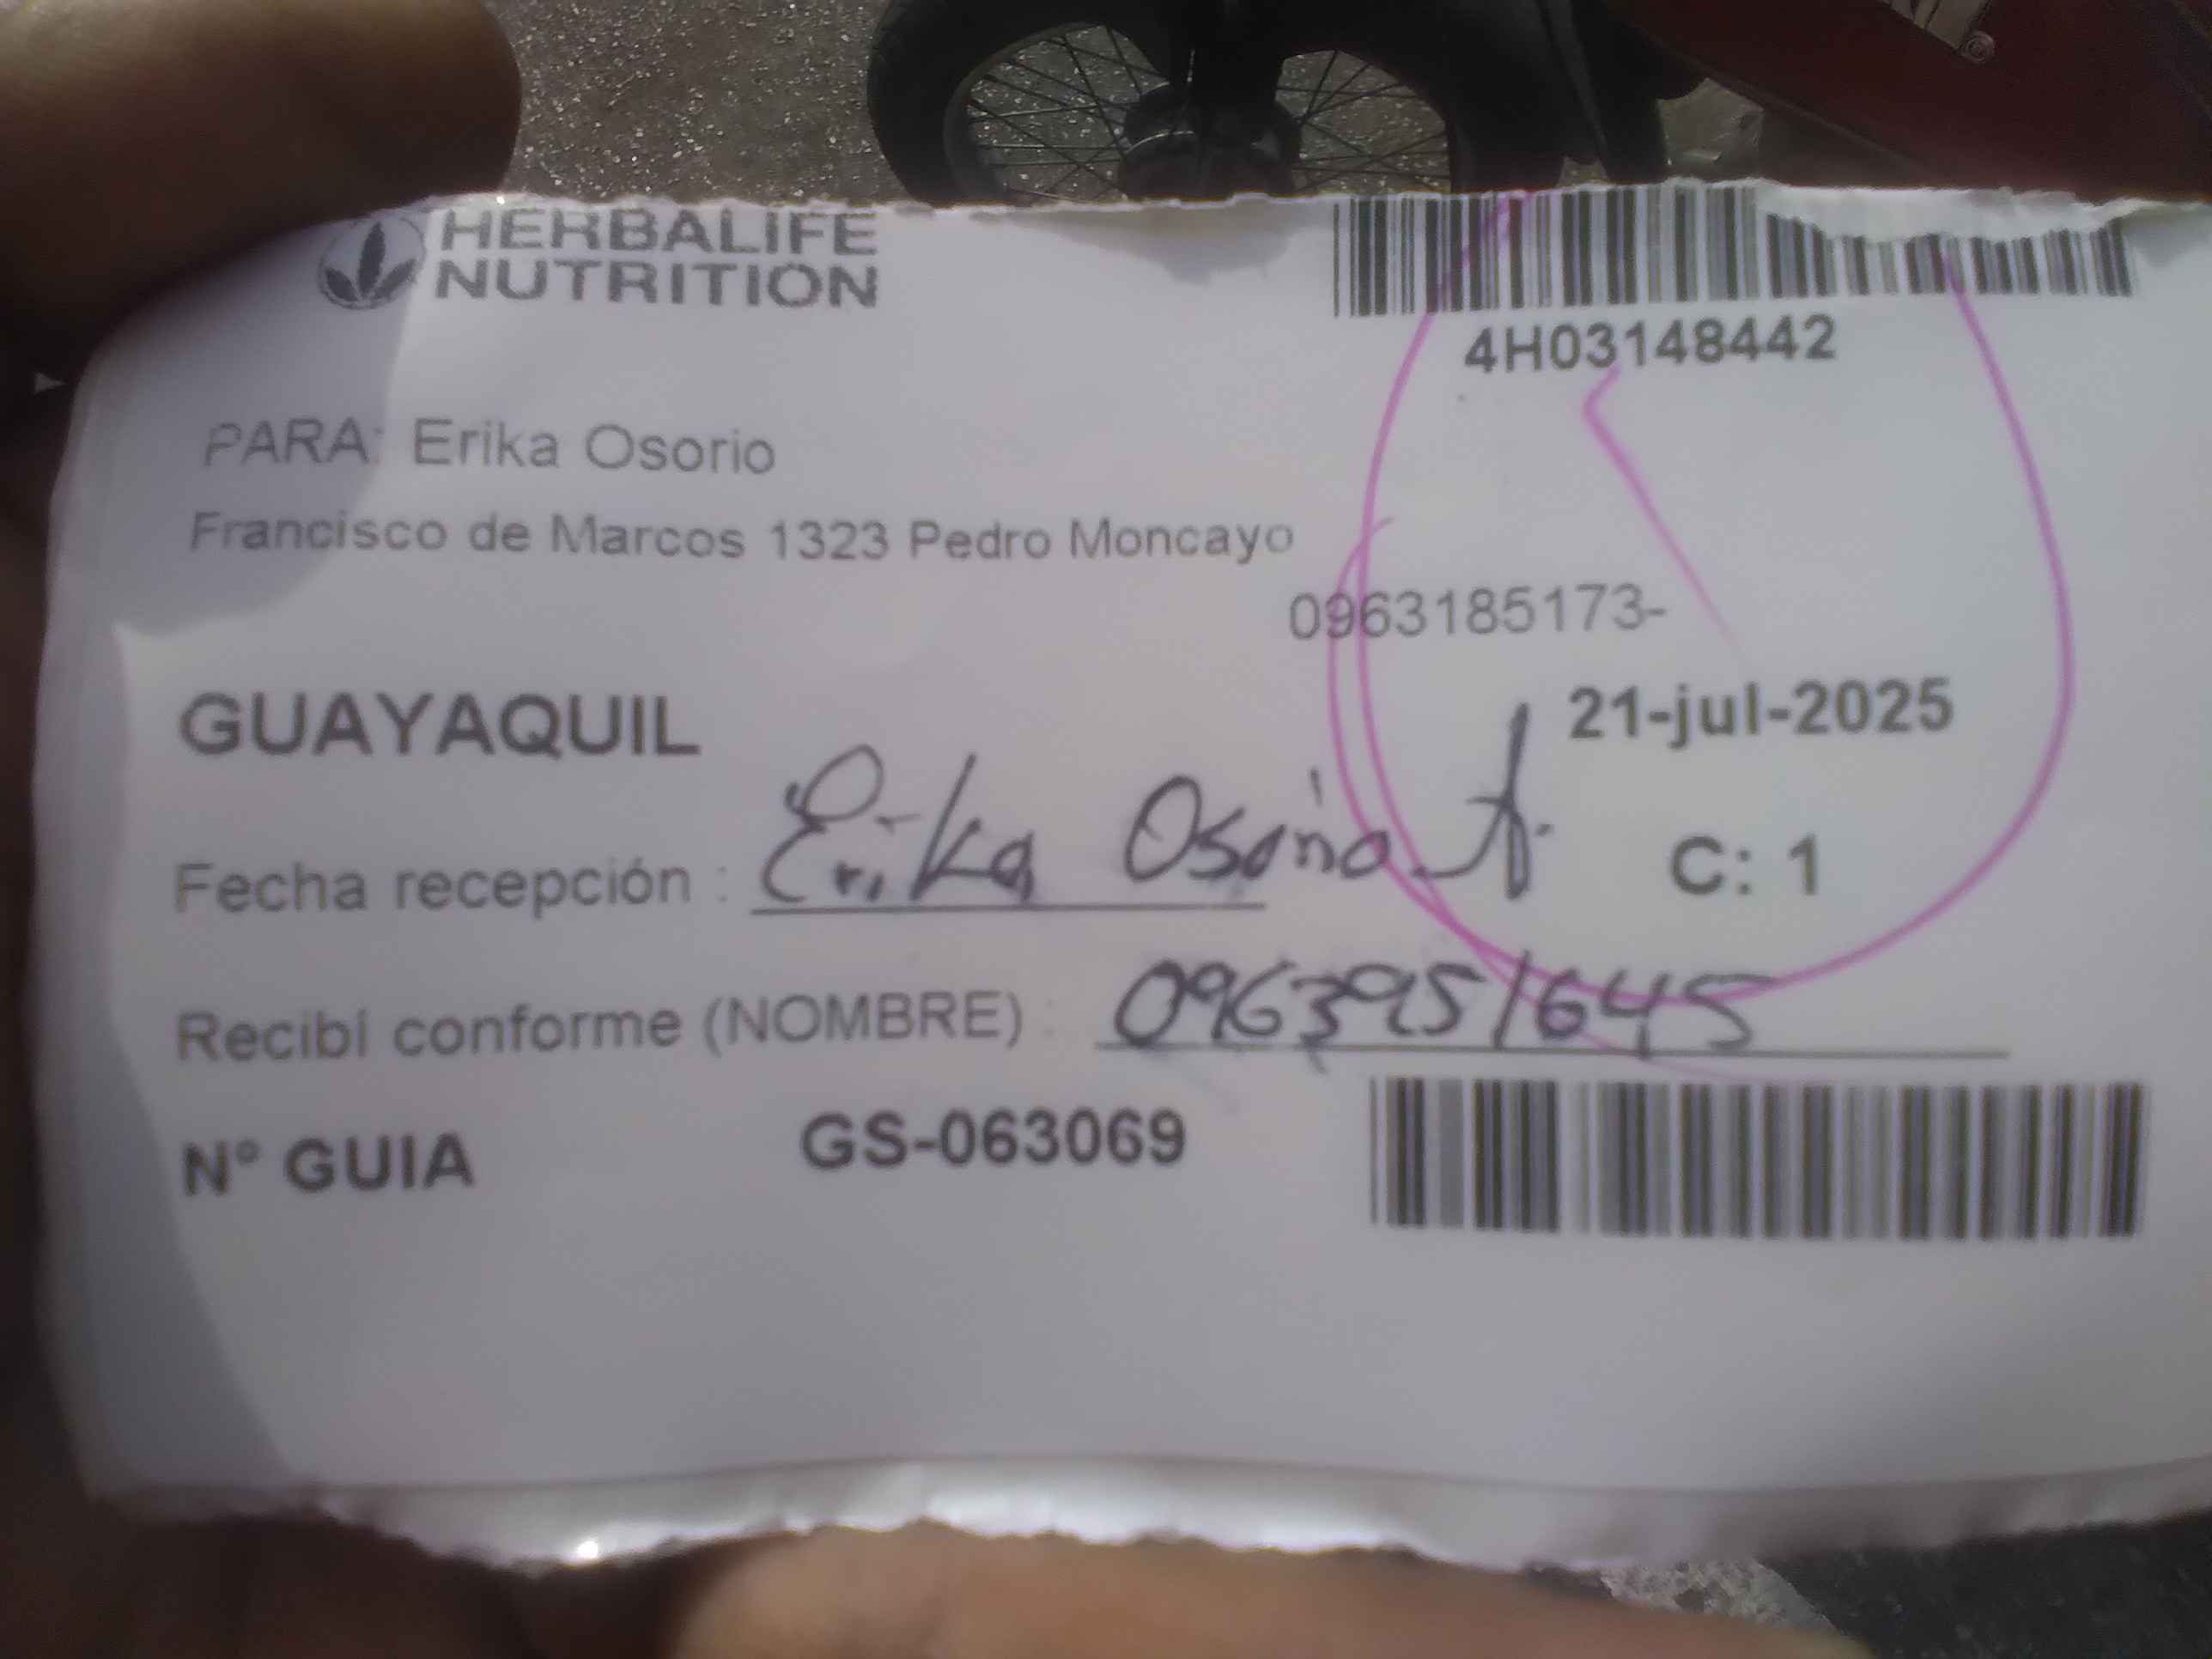 HERBALIFE
NUTRITION
4H03148442
PARA: Erika Osorio
Francisco de Marcos 1323 Pedro Moncayo
0963185173-
GUAYAQUIL
21-jul-2025
Fecha recepción : Erika Osorio A.
C: 1
Recibí conforme (NOMBRE) : 0963951645
N° GUIA GS-063069